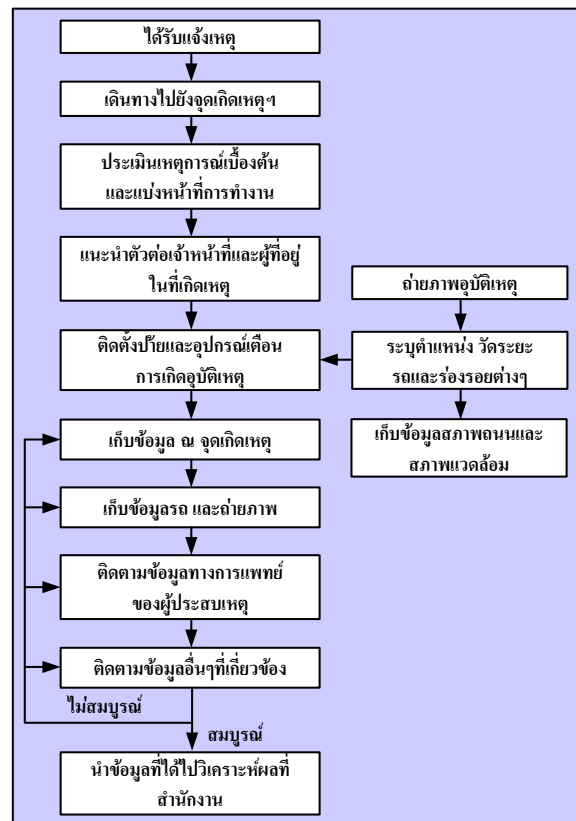 ได้รับแจ้งเหตุ
เดินทางไปยังจุดเกิดเหตุฯ
ประเมินเหตุการณ์เบื้องต้น
และแบ่งหน้าที่การทำงาน
แนะนำตัวต่อเจ้าหน้าที่และผู้ที่อยู่
ในที่เกิดเหตุ
ติดตั้งป้ายและอุปกรณ์เตือน
การเกิดอุบัติเหตุ
ถ่ายภาพอุบัติเหตุ
ระบุตำแหน่ง วัดระยะ
รถและร่องรอยต่างๆ
เก็บข้อมูลสภาพถนนและ
สภาพแวดล้อม
เก็บข้อมูล ณ จุดเกิดเหตุ
เก็บข้อมูลรถ และถ่ายภาพ
ติดตามข้อมูลทางการแพทย์
ของผู้ประสบเหตุ
ติดตามข้อมูลอื่นๆที่เกี่ยวข้อง
ไม่สมบูรณ์
สมบูรณ์
นำข้อมูลที่ได้ไปวิเคราะห์ผลที่
สำนักงาน